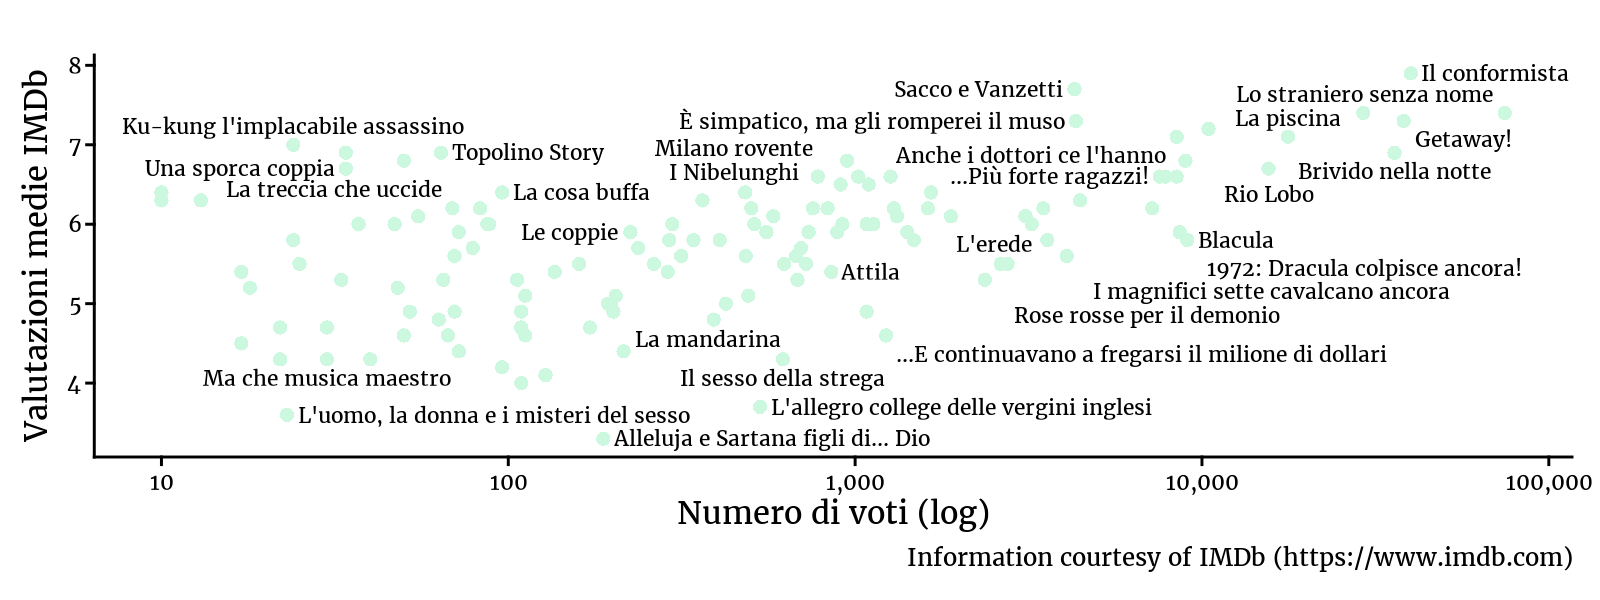 Valutazioni medie IMDb
8
7
6
5
4
Il conformista
Sacco e Vanzetti
Lo straniero senza nome
La piscina
È simpatico, ma gli romperei il muso
Ku-kung l'implacabile assassino
Getaway!
Milano rovente
Topolino Story
Anche i dottori ce l'hanno
Una sporca coppia
I Nibelunghi
Brivido nella notte
...Più forte ragazzi!
La treccia che uccide
La cosa buffa
Rio Lobo
Le coppie
Blacula
L'erede
1972: Dracula colpisce ancora!
Attila
I magnifici sette cavalcano ancora
Rose rosse per il demonio
La mandarina
...E continuavano a fregarsi il milione di dollari
Ma che musica maestro
Il sesso della strega
L'allegro college delle vergini inglesi
L'uomo, la donna e i misteri del sesso
Alleluja e Sartana figli di... Dio
10
100
1,000
10,000
100,000
Numero di voti (log)
Information courtesy of IMDb (https://www.imdb.com)